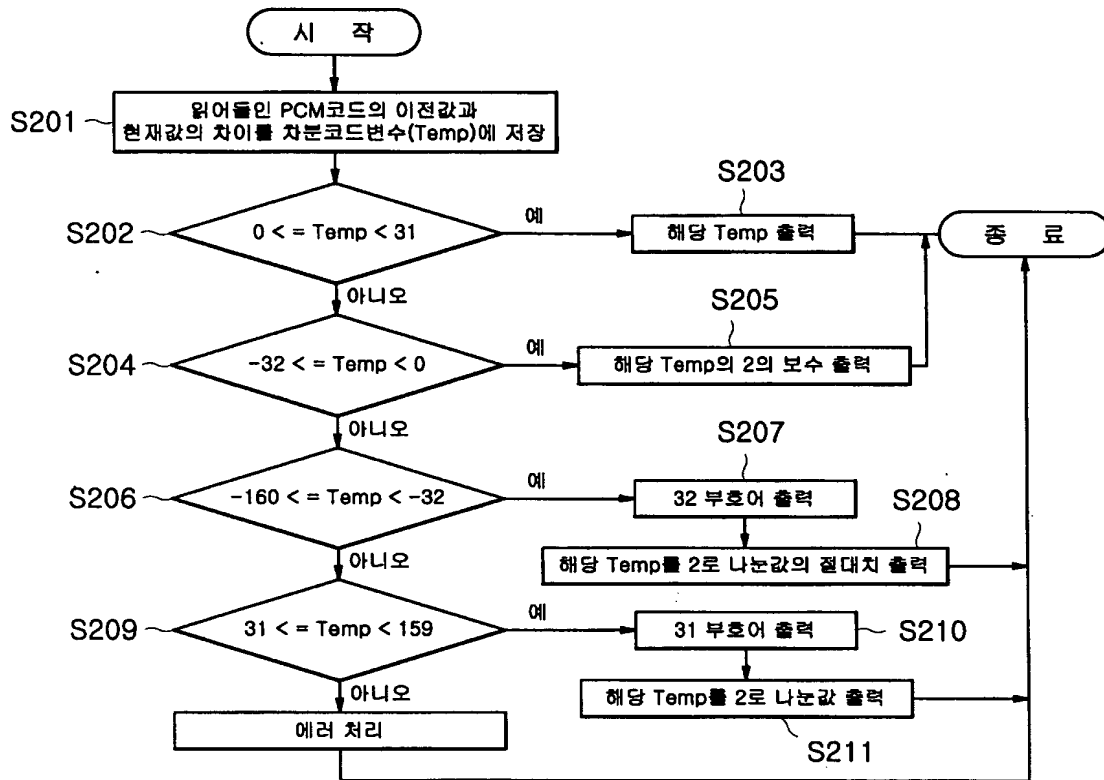 시 작
S201
읽어들인 PCM코드의 이전값과
현재값의 차이를 차분코드변수(Temp)에 저장
S202
0 < = Temp < 31
예
S203
해당 Temp 출력
종 료
아니오
S204
-32 < = Temp < 0
예
S205
해당 Temp의 2의 보수 출력
아니오
S206
-160 < = Temp < -32
예
S207
32 부호어 출력
S208
해당 Temp를 2로 나눈값의 절대치 출력
아니오
S209
31 < = Temp < 159
예
31 부호어 출력
S210
아니오
해당 Temp를 2로 나눈값 출력
S211
에러 처리